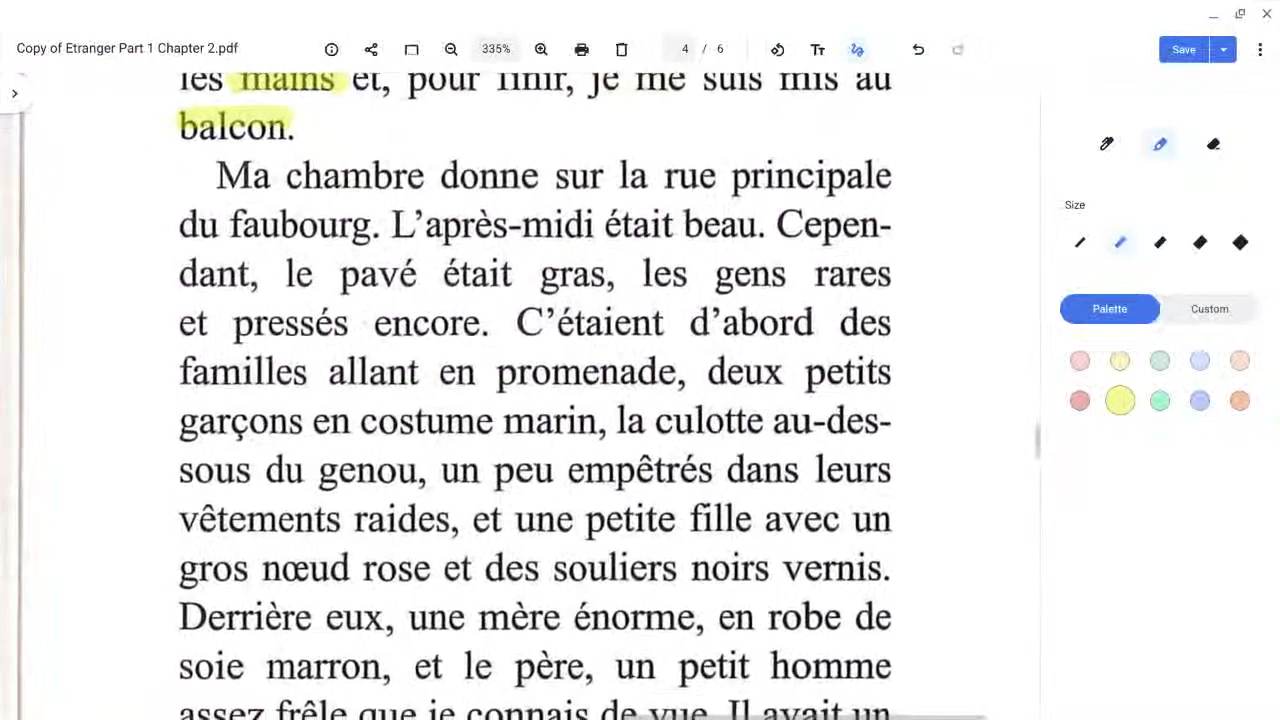 Copy of Etranger Part 1 Chapter 2.pdf
335%
4 / 6
Tт
Save
les mains et, pour finir, je me suis mis au
balcon.
Ma chambre donne sur la rue principale
du faubourg. L’après-midi était beau. Cepen-
dant, le pavé était gras, les gens rares
et pressés encore. C’étaient d’abord des
familles allant en promenade, deux petits
garçons en costume marin, la culotte au-des-
sous du genou, un peu empêtrés dans leurs
vêtements raides, et une petite fille avec un
gros nœud rose et des souliers noirs vernis.
Derrière eux, une mère énorme, en robe de
soie marron, et le père, un petit homme
assez frêle que je connais de vue. Il avait un
Size
Palette
Custom